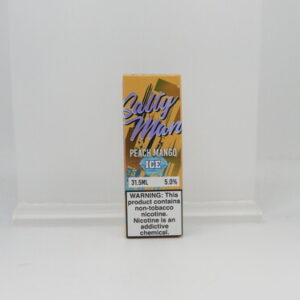 Salty
Man
PEACH MANGO
ICE
31.5ML 5.0%
WARNING: This
product contains
non-tobacco
nicotine.
Nicotine is an
addictive
chemical.